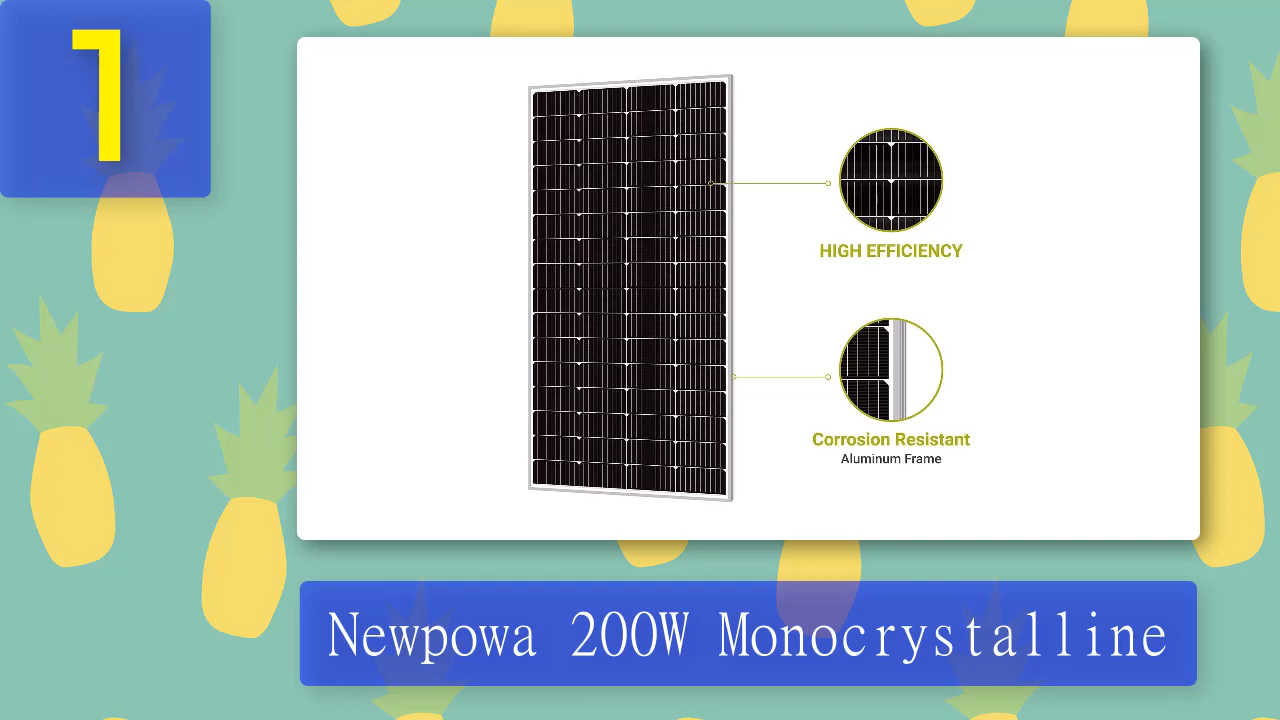 1
HIGH EFFICIENCY
Corrosion Resistant
Aluminum Frame
Newpowa 200W Monocrystalline